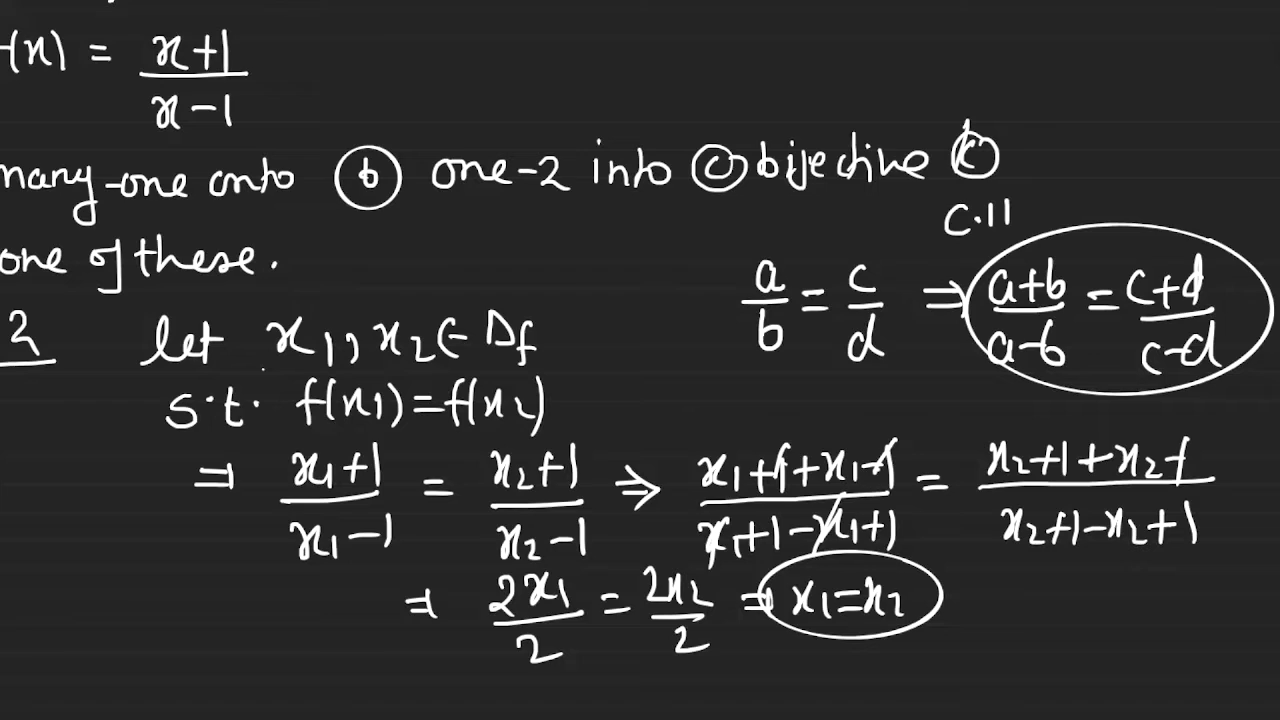 f(x) = x+1 / x-1
many-one onto (b) one-2 into (c) bijective
one of these.
C.11
a/b = c/d ⇒ a+b / a-b = c+d / c-d
let x1, x2 ∈ Df
s.t. f(x1) = f(x2)
⇒ x1+1 / x1-1 = x2+1 / x2-1 ⇒ x1+1+x1-1 / x1+1-x1+1 = x2+1+x2-1 / x2+1-x2+1
⇒ 2x1 / 2 = 2x2 / 2 ⇒ x1=x2